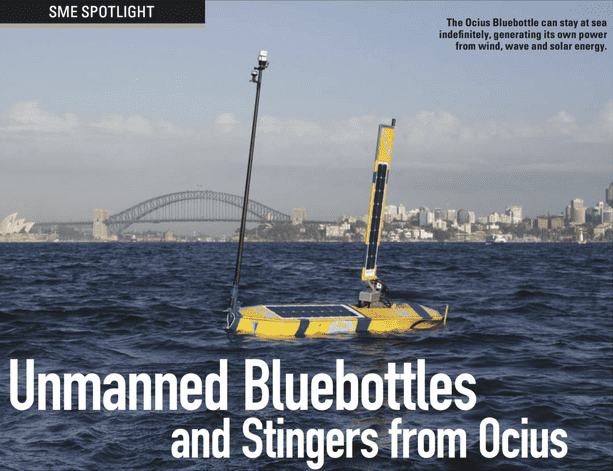 SME SPOTLIGHT
The Ocius Bluebottle can stay at sea
indefinitely, generating its own power
from wind, wave and solar energy.
Unmanned Bluebottles
and Stingers from Ocius